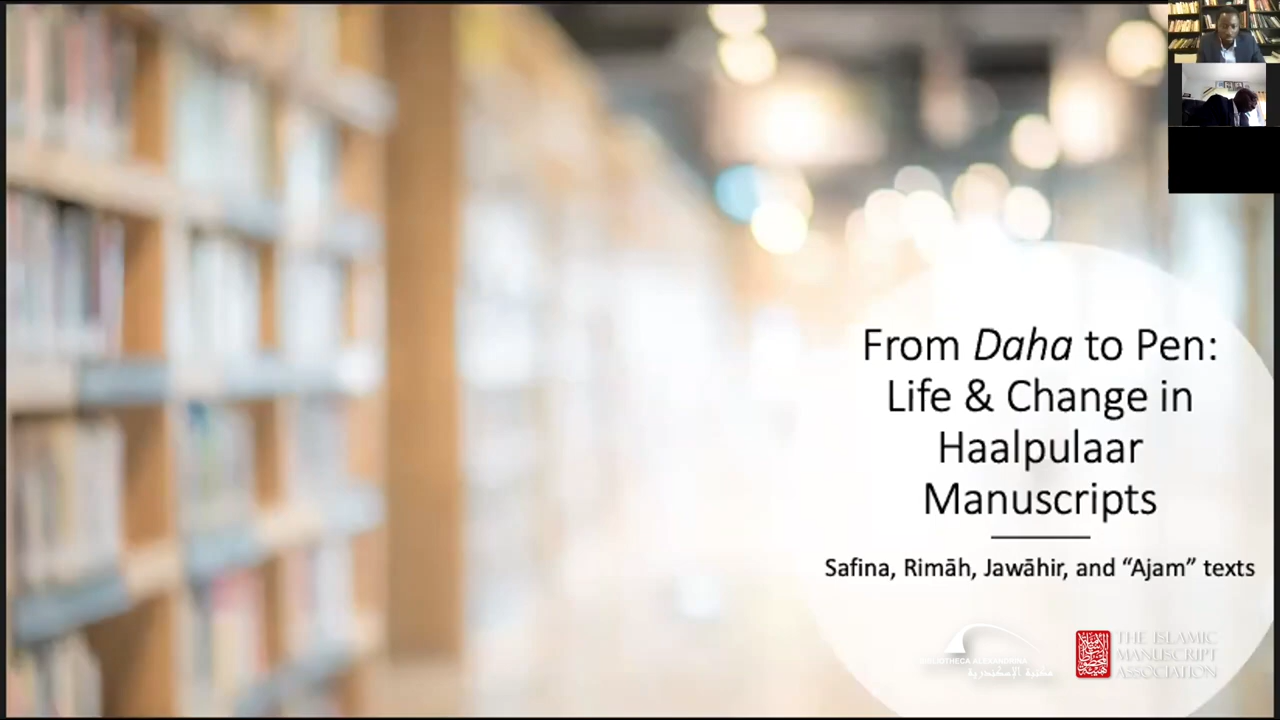 From Daha to Pen:
Life & Change in
Haalpulaar
Manuscripts
Safina, Rimāh, Jawāhir, and “Ajam” texts
BIBLIOTHECA ALEXANDRINA
مكتبة الإسكندرية
THE ISLAMIC
MANUSCRIPT
ASSOCIATION